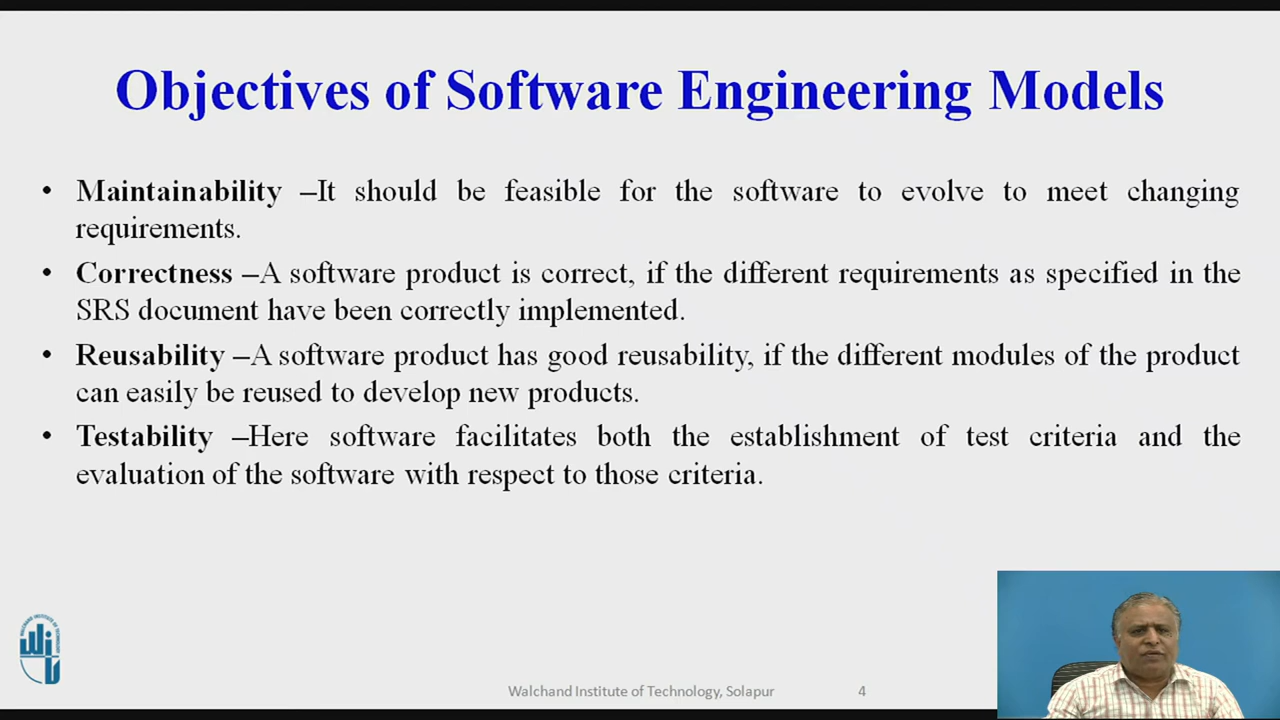 Objectives of Software Engineering Models
• Maintainability –It should be feasible for the software to evolve to meet changing
requirements.
• Correctness –A software product is correct, if the different requirements as specified in the
SRS document have been correctly implemented.
• Reusability –A software product has good reusability, if the different modules of the product
can easily be reused to develop new products.
• Testability –Here software facilitates both the establishment of test criteria and the
evaluation of the software with respect to those criteria.
Walchand Institute of Technology, Solapur 4